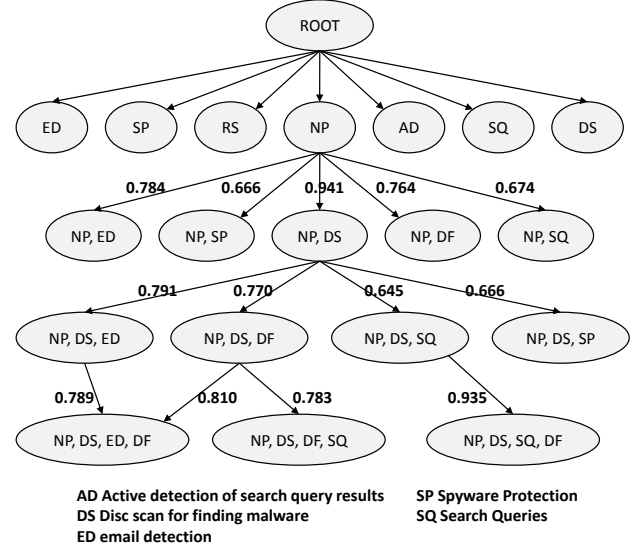 ROOT
ED SP RS NP AD SQ DS
0.784 0.666 0.941 0.764 0.674
NP, ED NP, SP NP, DS NP, DF NP, SQ
0.791 0.770 0.645 0.666
NP, DS, ED NP, DS, DF NP, DS, SQ NP, DS, SP
0.789 0.810 0.783 0.935
NP, DS, ED, DF NP, DS, DF, SQ NP, DS, SQ, DF
AD Active detection of search query results SP Spyware Protection
DS Disc scan for finding malware SQ Search Queries
ED email detection